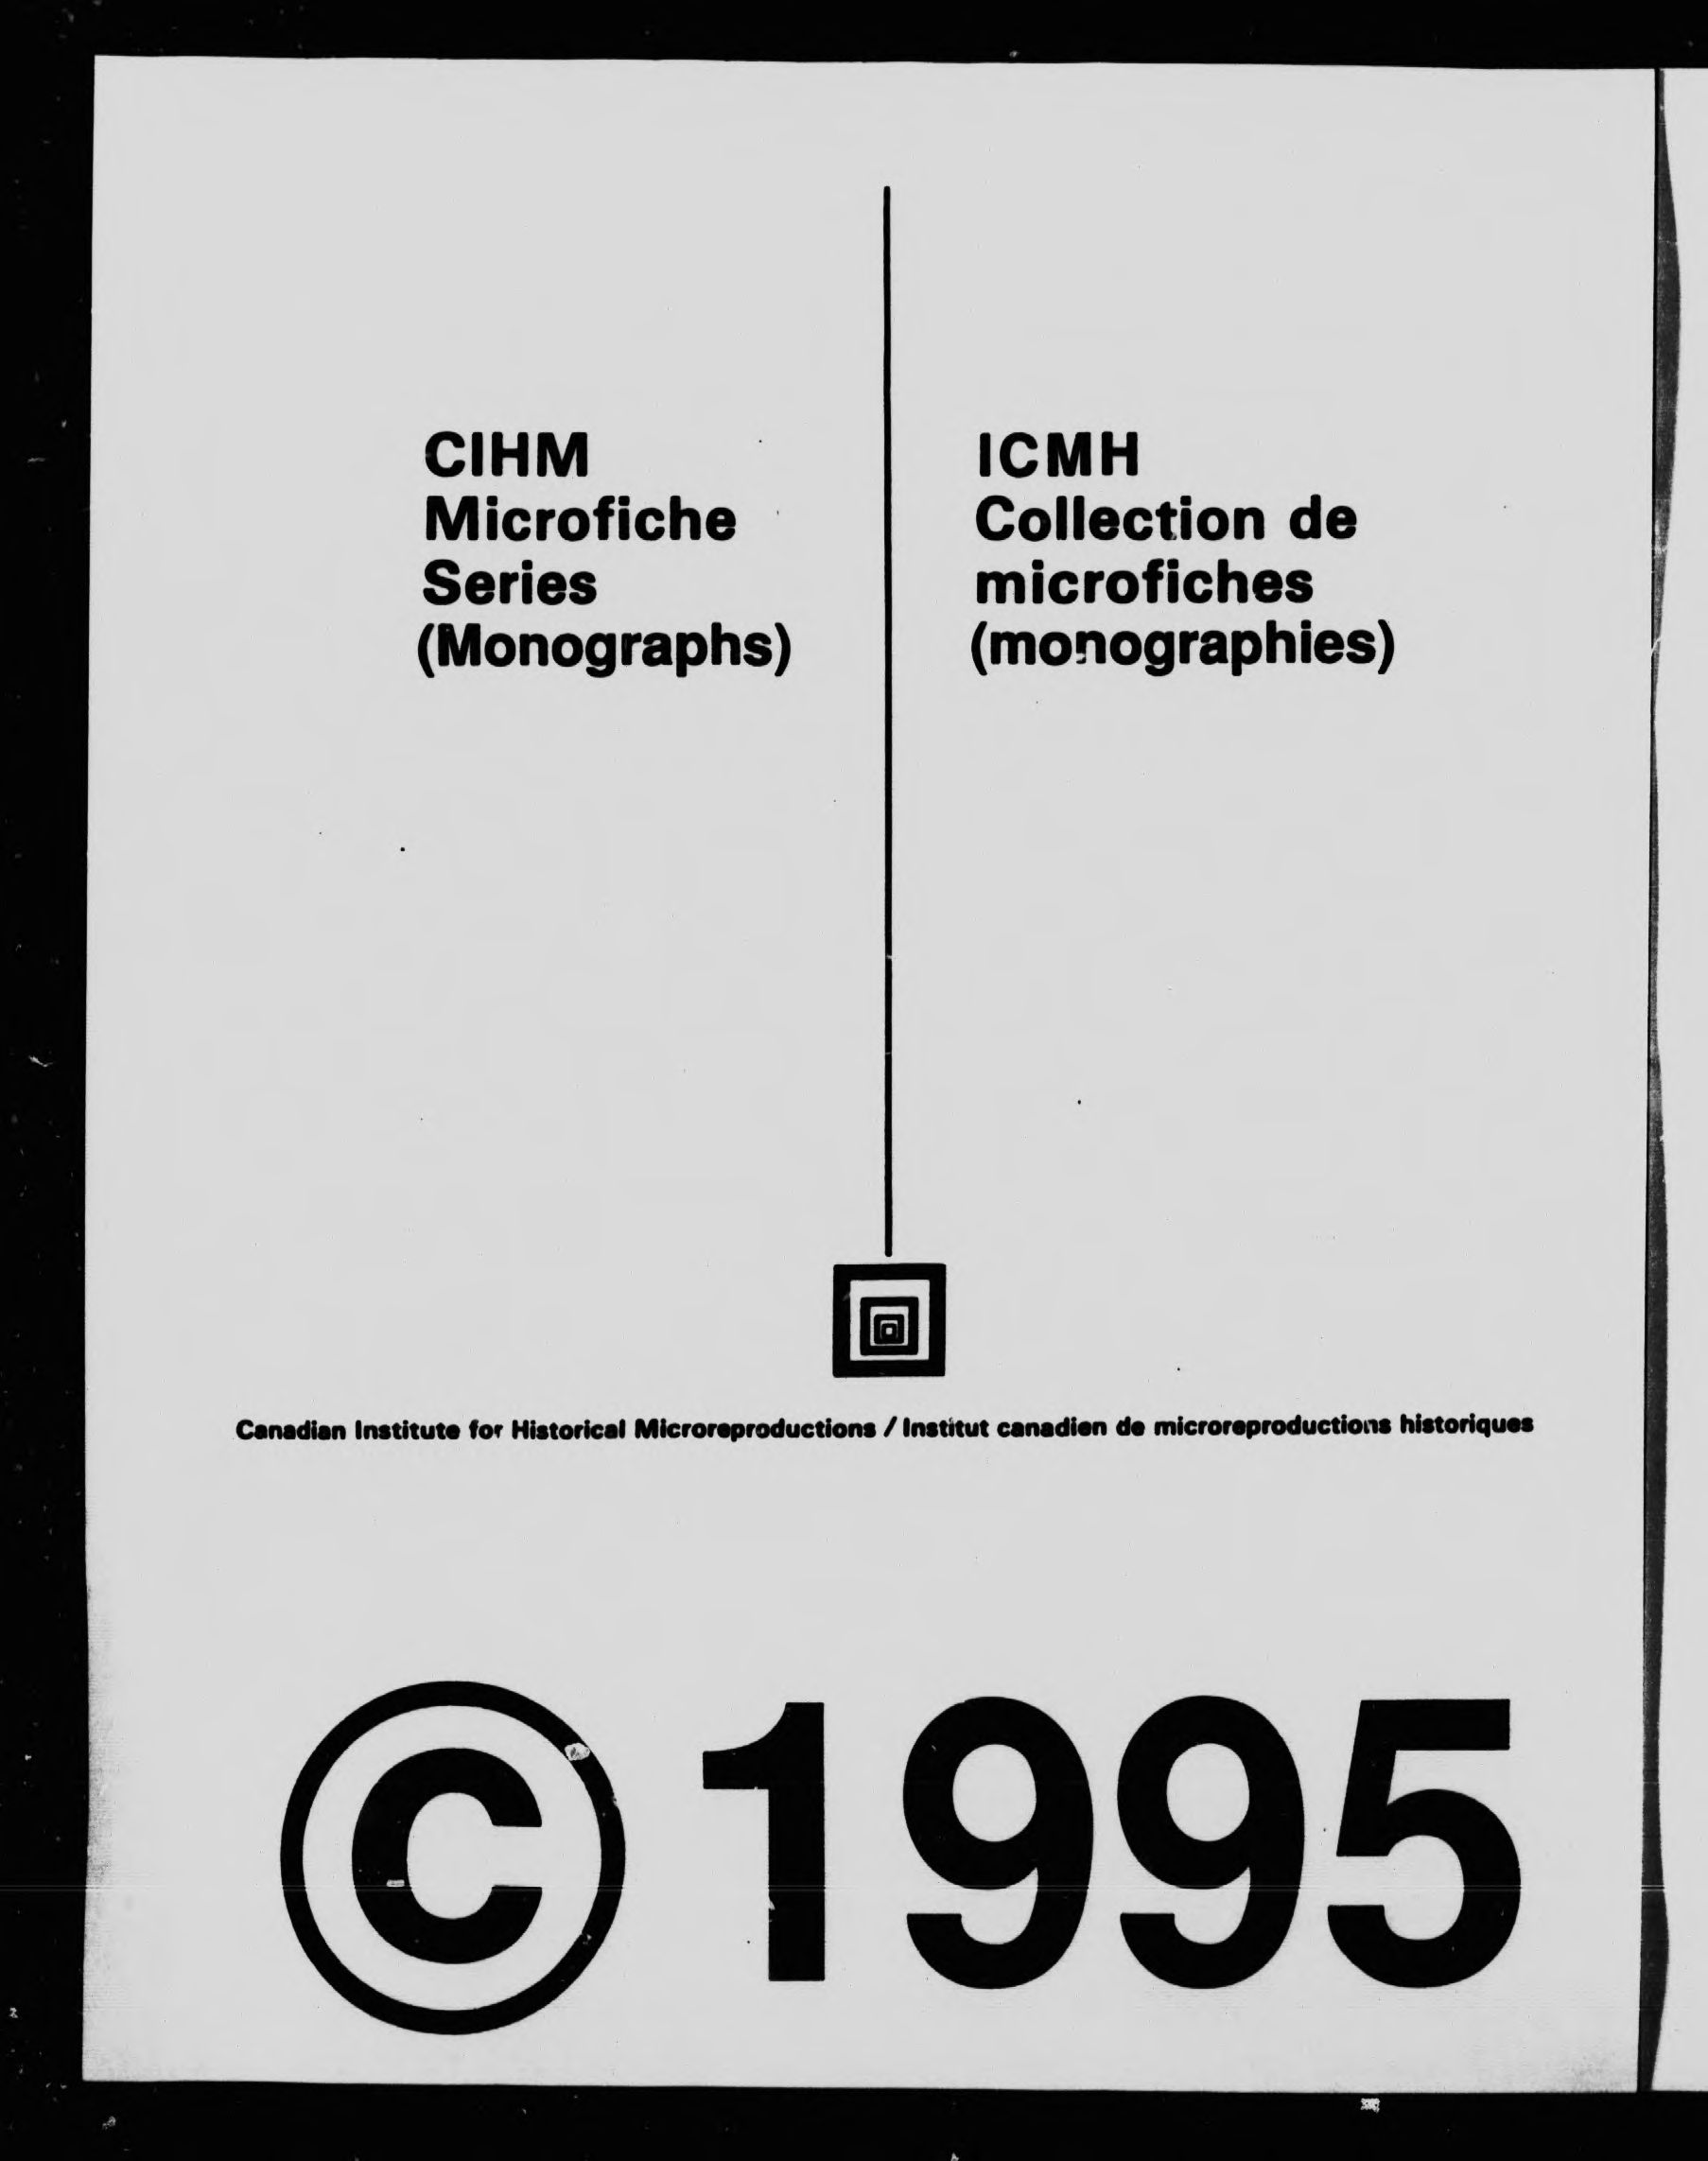 CIHM
Microfiche
Series
(Monographs)
ICMH
Collection de
microfiches
(monographies)
Canadian Institute for Historical Microreproductions / Institut canadien de microreproductions historiques
© 1995